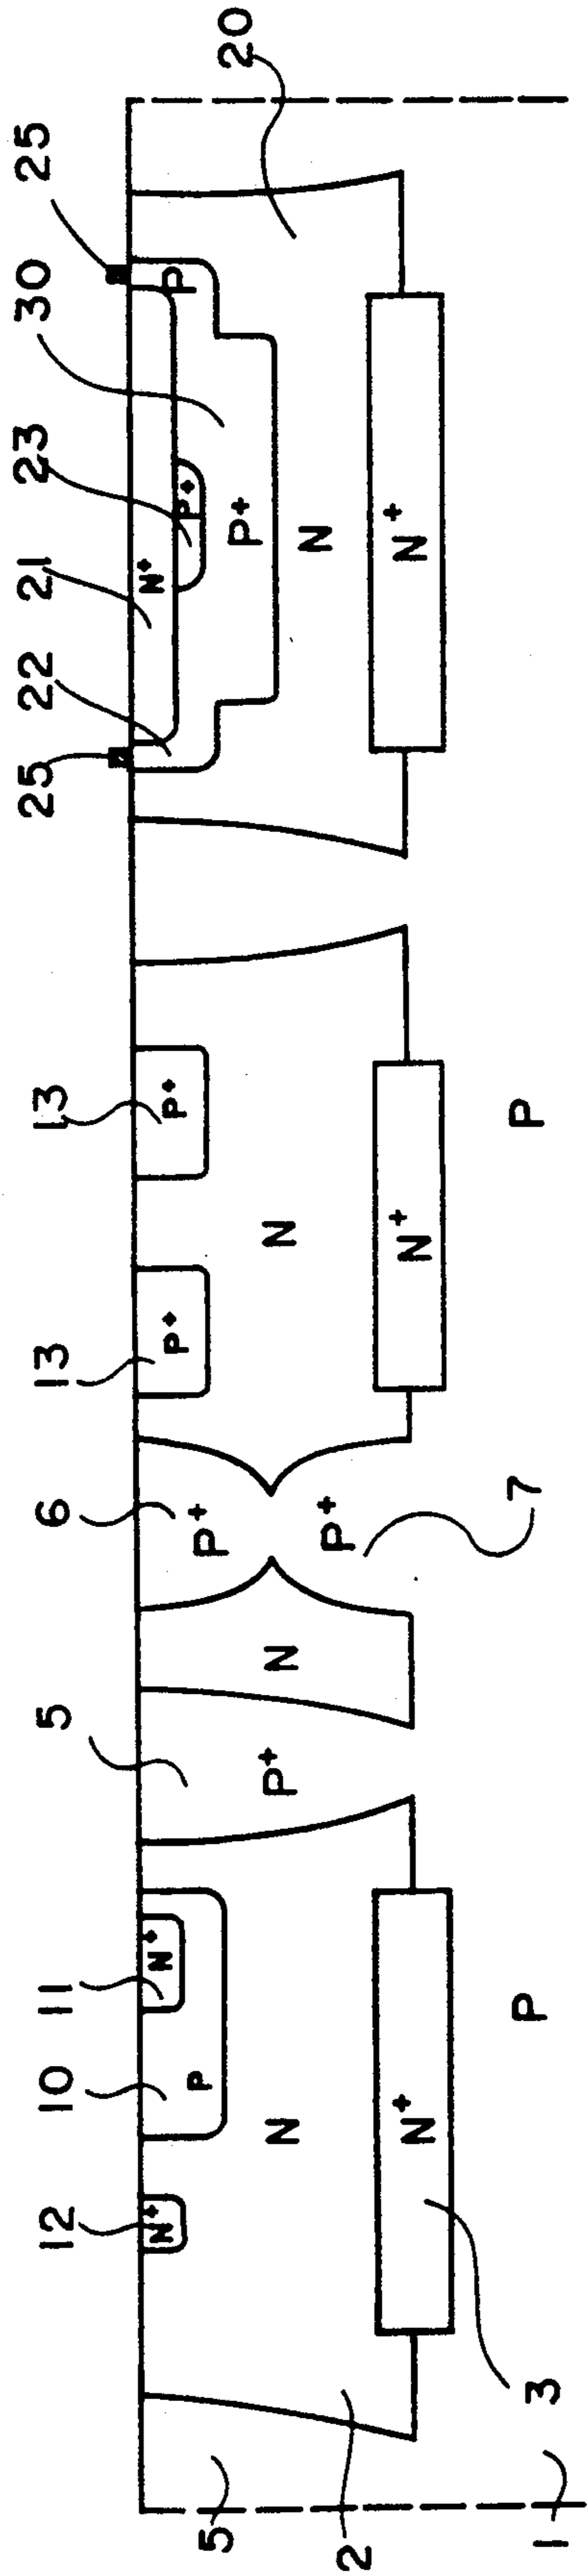 12 10 11 5 6 13 13 25 22 21 23 30 25
N+ P N+ P+ P+ P+ N+ P+ P
5 N P+ N P+ N P+ N 20
2 N+ N+ N+
1 3 P 7 P